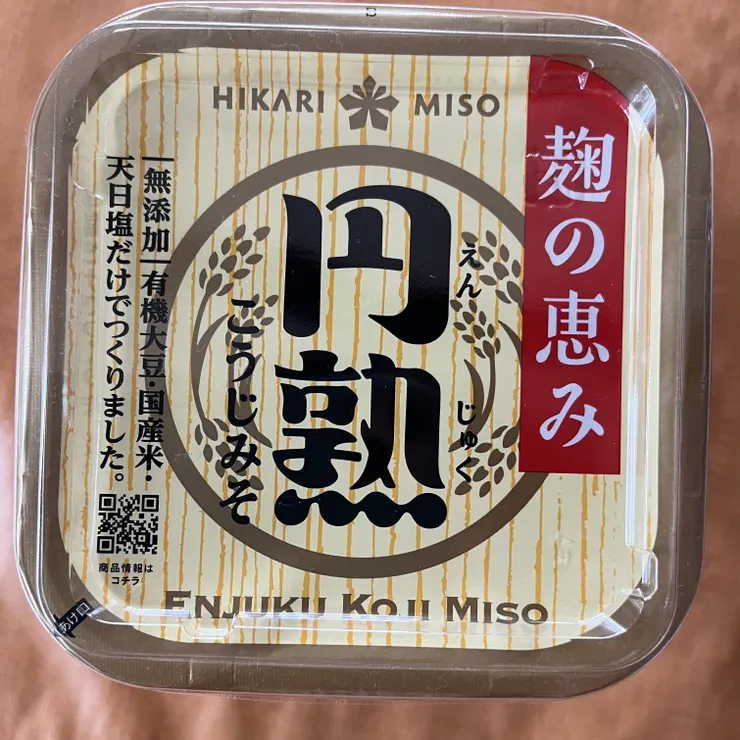 HIKARI MISO
麹の恵み
円熟
えんじゅく
こうじみそ
無添加
有機大豆・国産米・
天日塩だけでつくりました。
商品情報は
コチラ
あけ口
ENJUKU KOJI MISO